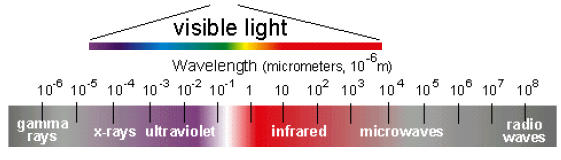 visible light
Wavelength (micrometers, 10⁻⁶m)
10⁻⁶ 10⁻⁵ 10⁻⁴ 10⁻³ 10⁻² 10⁻¹ 1 10 10² 10³ 10⁴ 10⁵ 10⁶ 10⁷ 10⁸
gamma rays x-rays ultraviolet infrared microwaves radio waves